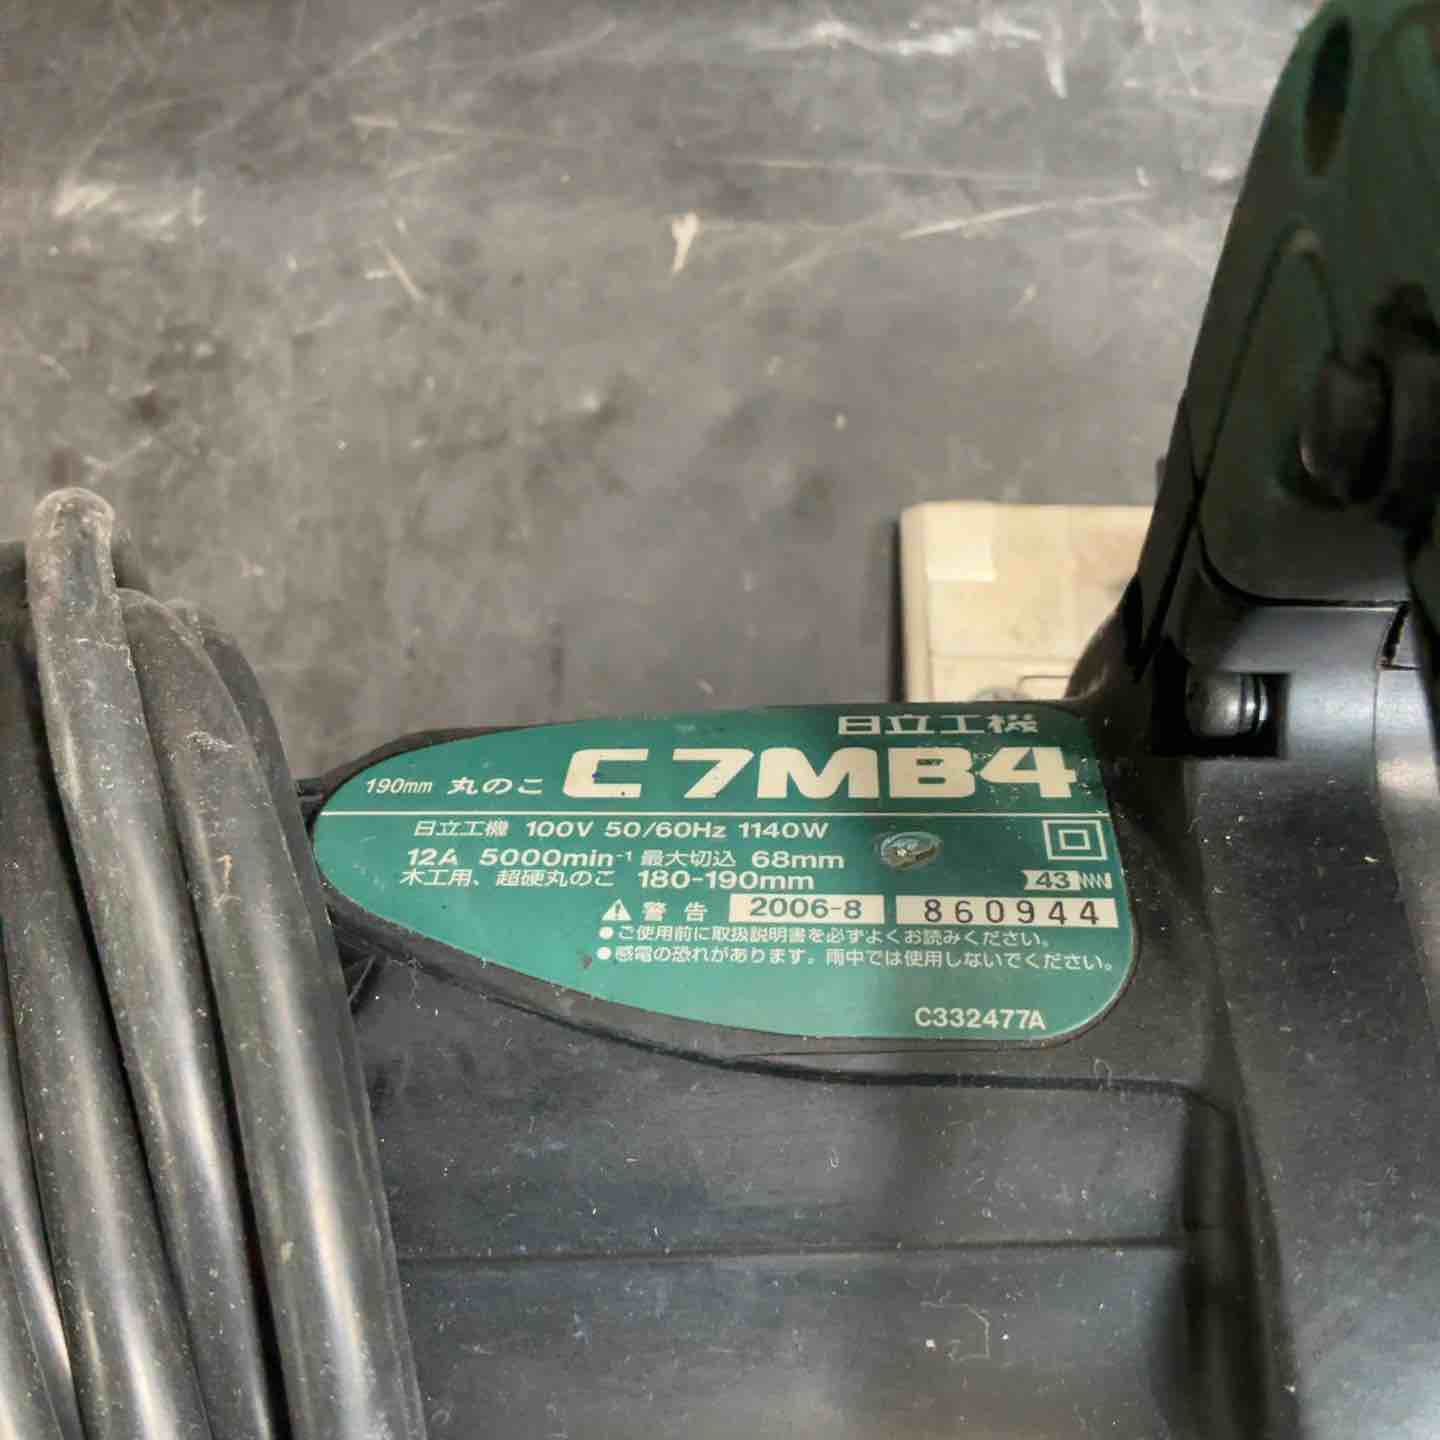 日立工機
190mm 丸のこ C 7MB4
日立工機 100V 50/60Hz 1140W
12A 5000min⁻¹ 最大切込 68mm
木工用、超硬丸のこ 180-190mm
43
警告 2006-8 860944
●ご使用前に取扱説明書を必ずよくお読みください。
●感電の恐れがあります。雨中では使用しないでください。
C332477A